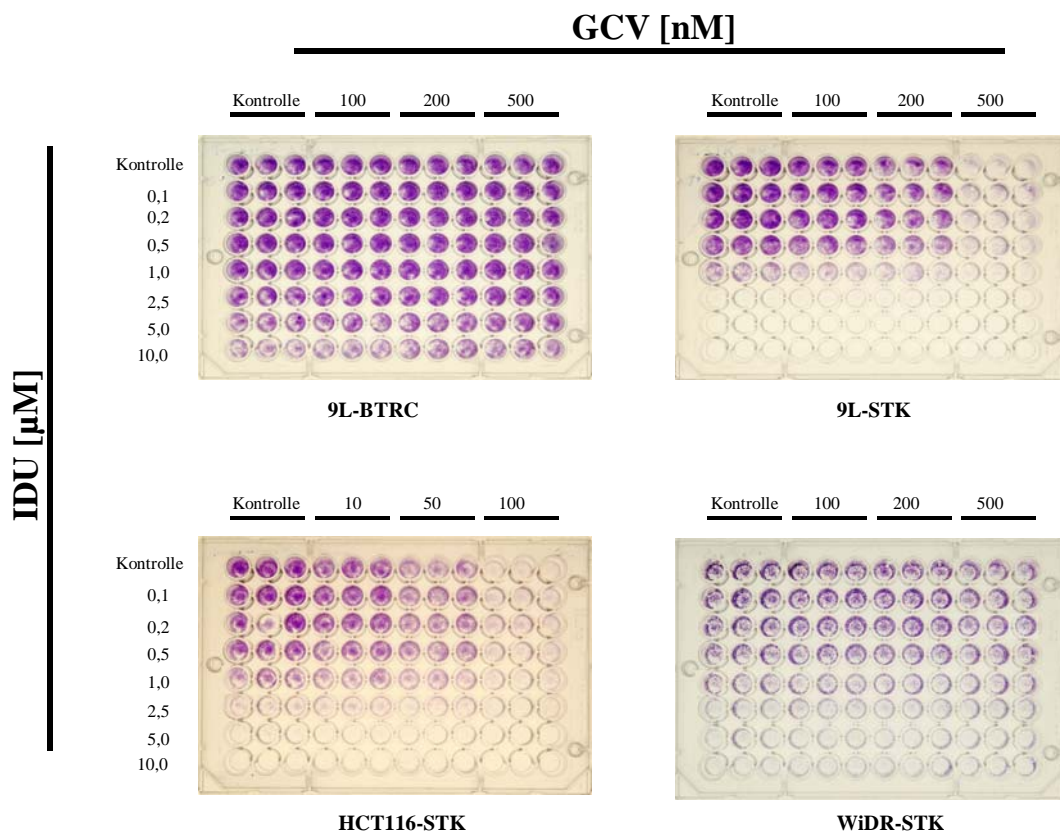 GCV [nM]
Kontrolle 100 200 500
Kontrolle 100 200 500
IDU [µM]
Kontrolle
0,1
0,2
0,5
1,0
2,5
5,0
10,0
9L-BTRC
9L-STK
Kontrolle 10 50 100
Kontrolle 100 200 500
Kontrolle
0,1
0,2
0,5
1,0
2,5
5,0
10,0
HCT116-STK
WiDR-STK